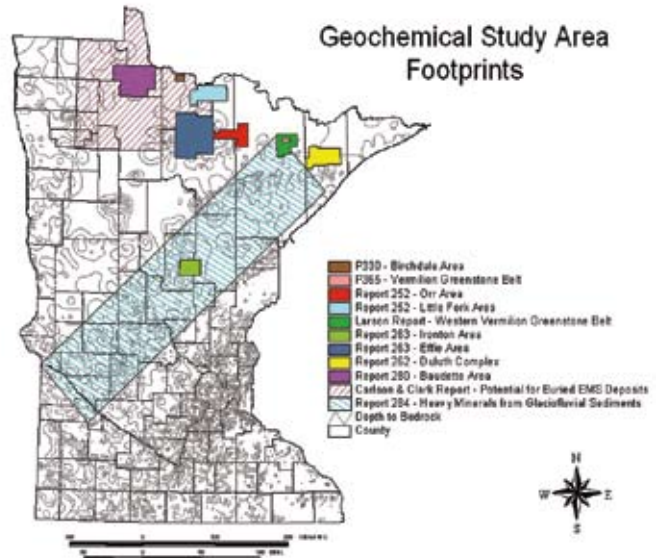 Geochemical Study Area
Footprints
P330 - Birchdale Area
P365 - Vermilion Greenstone Belt
Report 252 - Orr Area
Report 252 - Little Fork Area
Larson Report - Western Vermilion Greenstone Belt
Report 263 - Ironton Area
Report 263 - Effie Area
Report 262 - Duluth Complex
Report 280 - Baudette Area
Carlson & Clark Report - Potential for Buried EMS Deposits
Report 284 - Heavy Minerals from Glaciofluvial Sediments
Depth to Bedrock
County
N
W
E
S